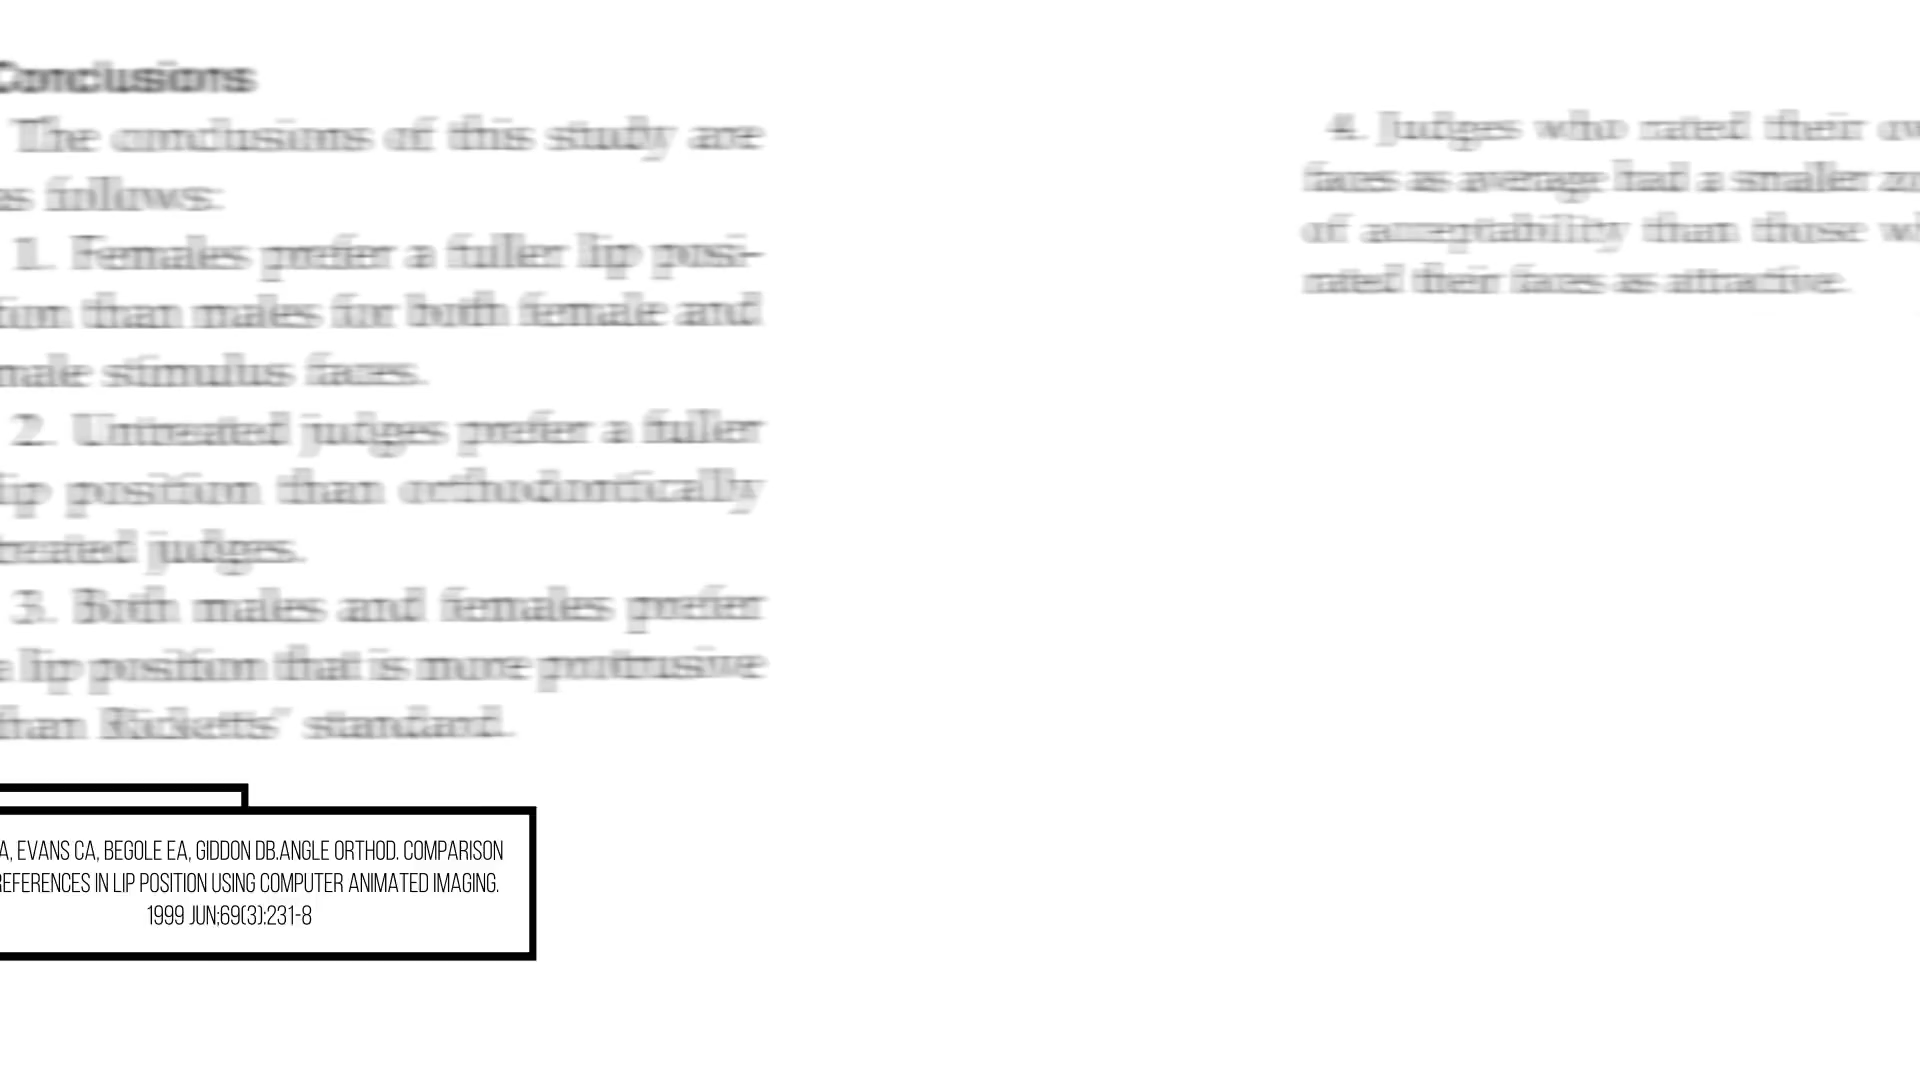 Conclusions
The conclusions of this study are
as follows:
1. Females prefer a fuller lip posi-
tion than males for both female and
male stimulus faces.
2. Untreated judges prefer a fuller
lip position than orthodontically
treated judges.
3. Both males and females prefer
a lip position that is more protrusive
than Ricketts' standard.
4. Judges who rated their
faces as average had a smaller
of acceptability than those
rated their faces as attractive.
A, EVANS CA, BEGOLE EA, GIDDON DB.ANGLE ORTHOD. COMPARISON
REFERENCES IN LIP POSITION USING COMPUTER ANIMATED IMAGING.
1999 JUN;69(3):231-8